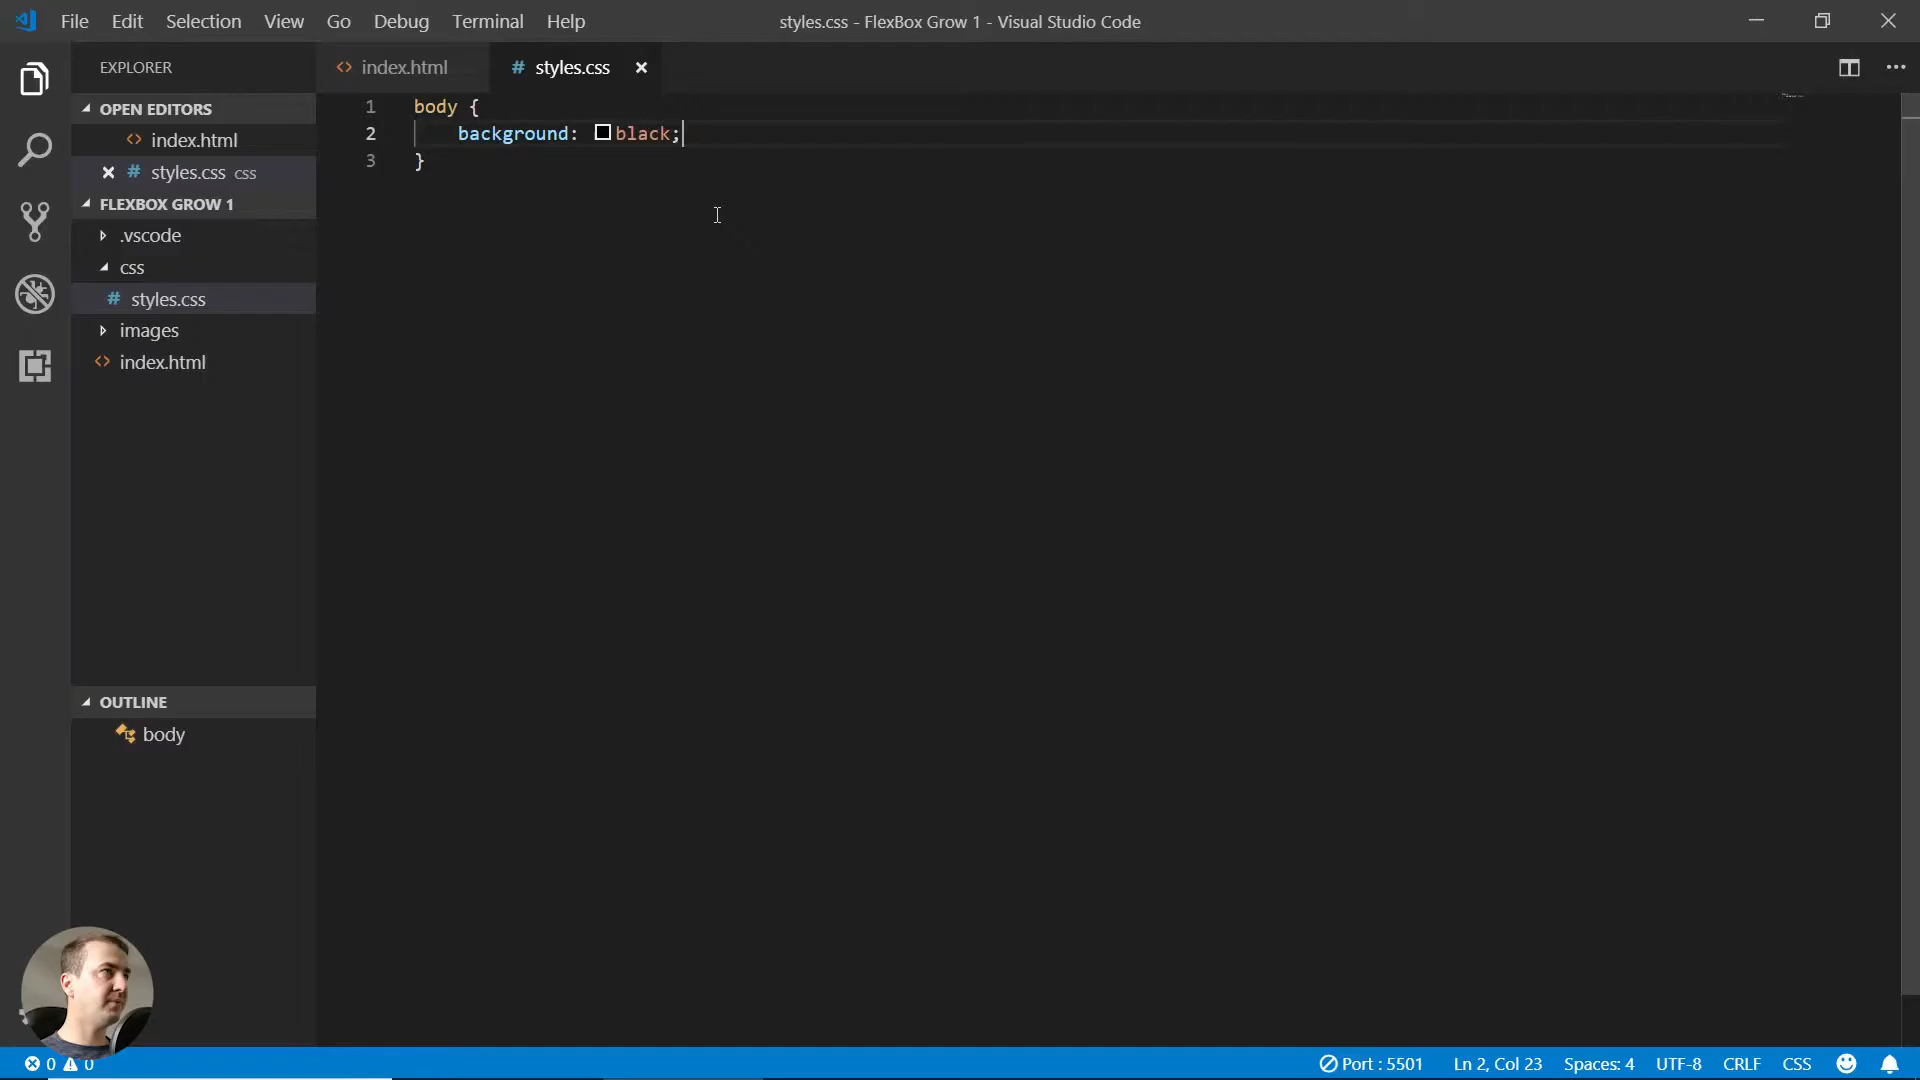 File Edit Selection View Go Debug Terminal Help
styles.css - FlexBox Grow 1 - Visual Studio Code
EXPLORER
OPEN EDITORS
index.html
styles.css css
FLEXBOX GROW 1
.vscode
css
styles.css
images
index.html
OUTLINE
body
index.html
# styles.css
1 body {
2 background: black;
3 }
0 0
Port : 5501 Ln 2, Col 23 Spaces: 4 UTF-8 CRLF CSS